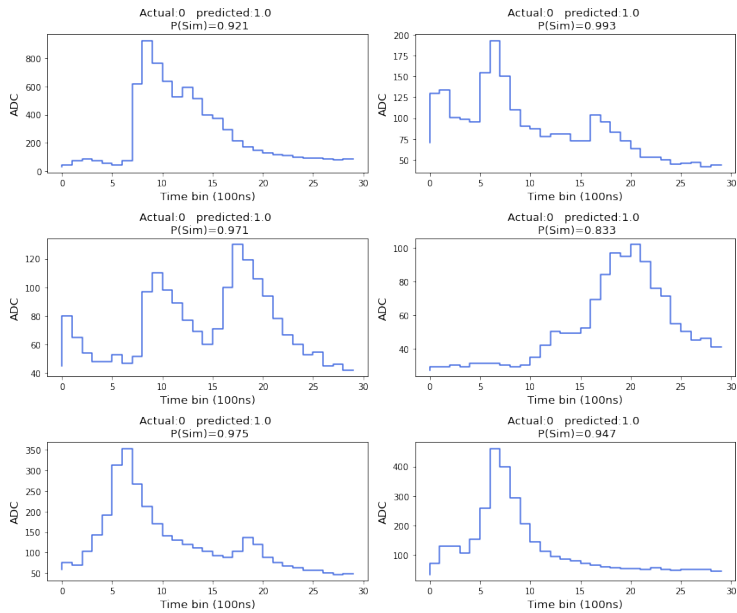 Actual:0 predicted:1.0
P(Sim)=0.921
ADC
800
600
400
200
0
0 5 10 15 20 25 30
Time bin (100ns)
Actual:0 predicted:1.0
P(Sim)=0.993
ADC
200
175
150
125
100
75
50
0 5 10 15 20 25 30
Time bin (100ns)
Actual:0 predicted:1.0
P(Sim)=0.971
ADC
120
100
80
60
40
0 5 10 15 20 25 30
Time bin (100ns)
Actual:0 predicted:1.0
P(Sim)=0.833
ADC
100
80
60
40
0 5 10 15 20 25 30
Time bin (100ns)
Actual:0 predicted:1.0
P(Sim)=0.975
ADC
350
300
250
200
150
100
50
0 5 10 15 20 25 30
Time bin (100ns)
Actual:0 predicted:1.0
P(Sim)=0.947
ADC
400
300
200
100
0 5 10 15 20 25 30
Time bin (100ns)